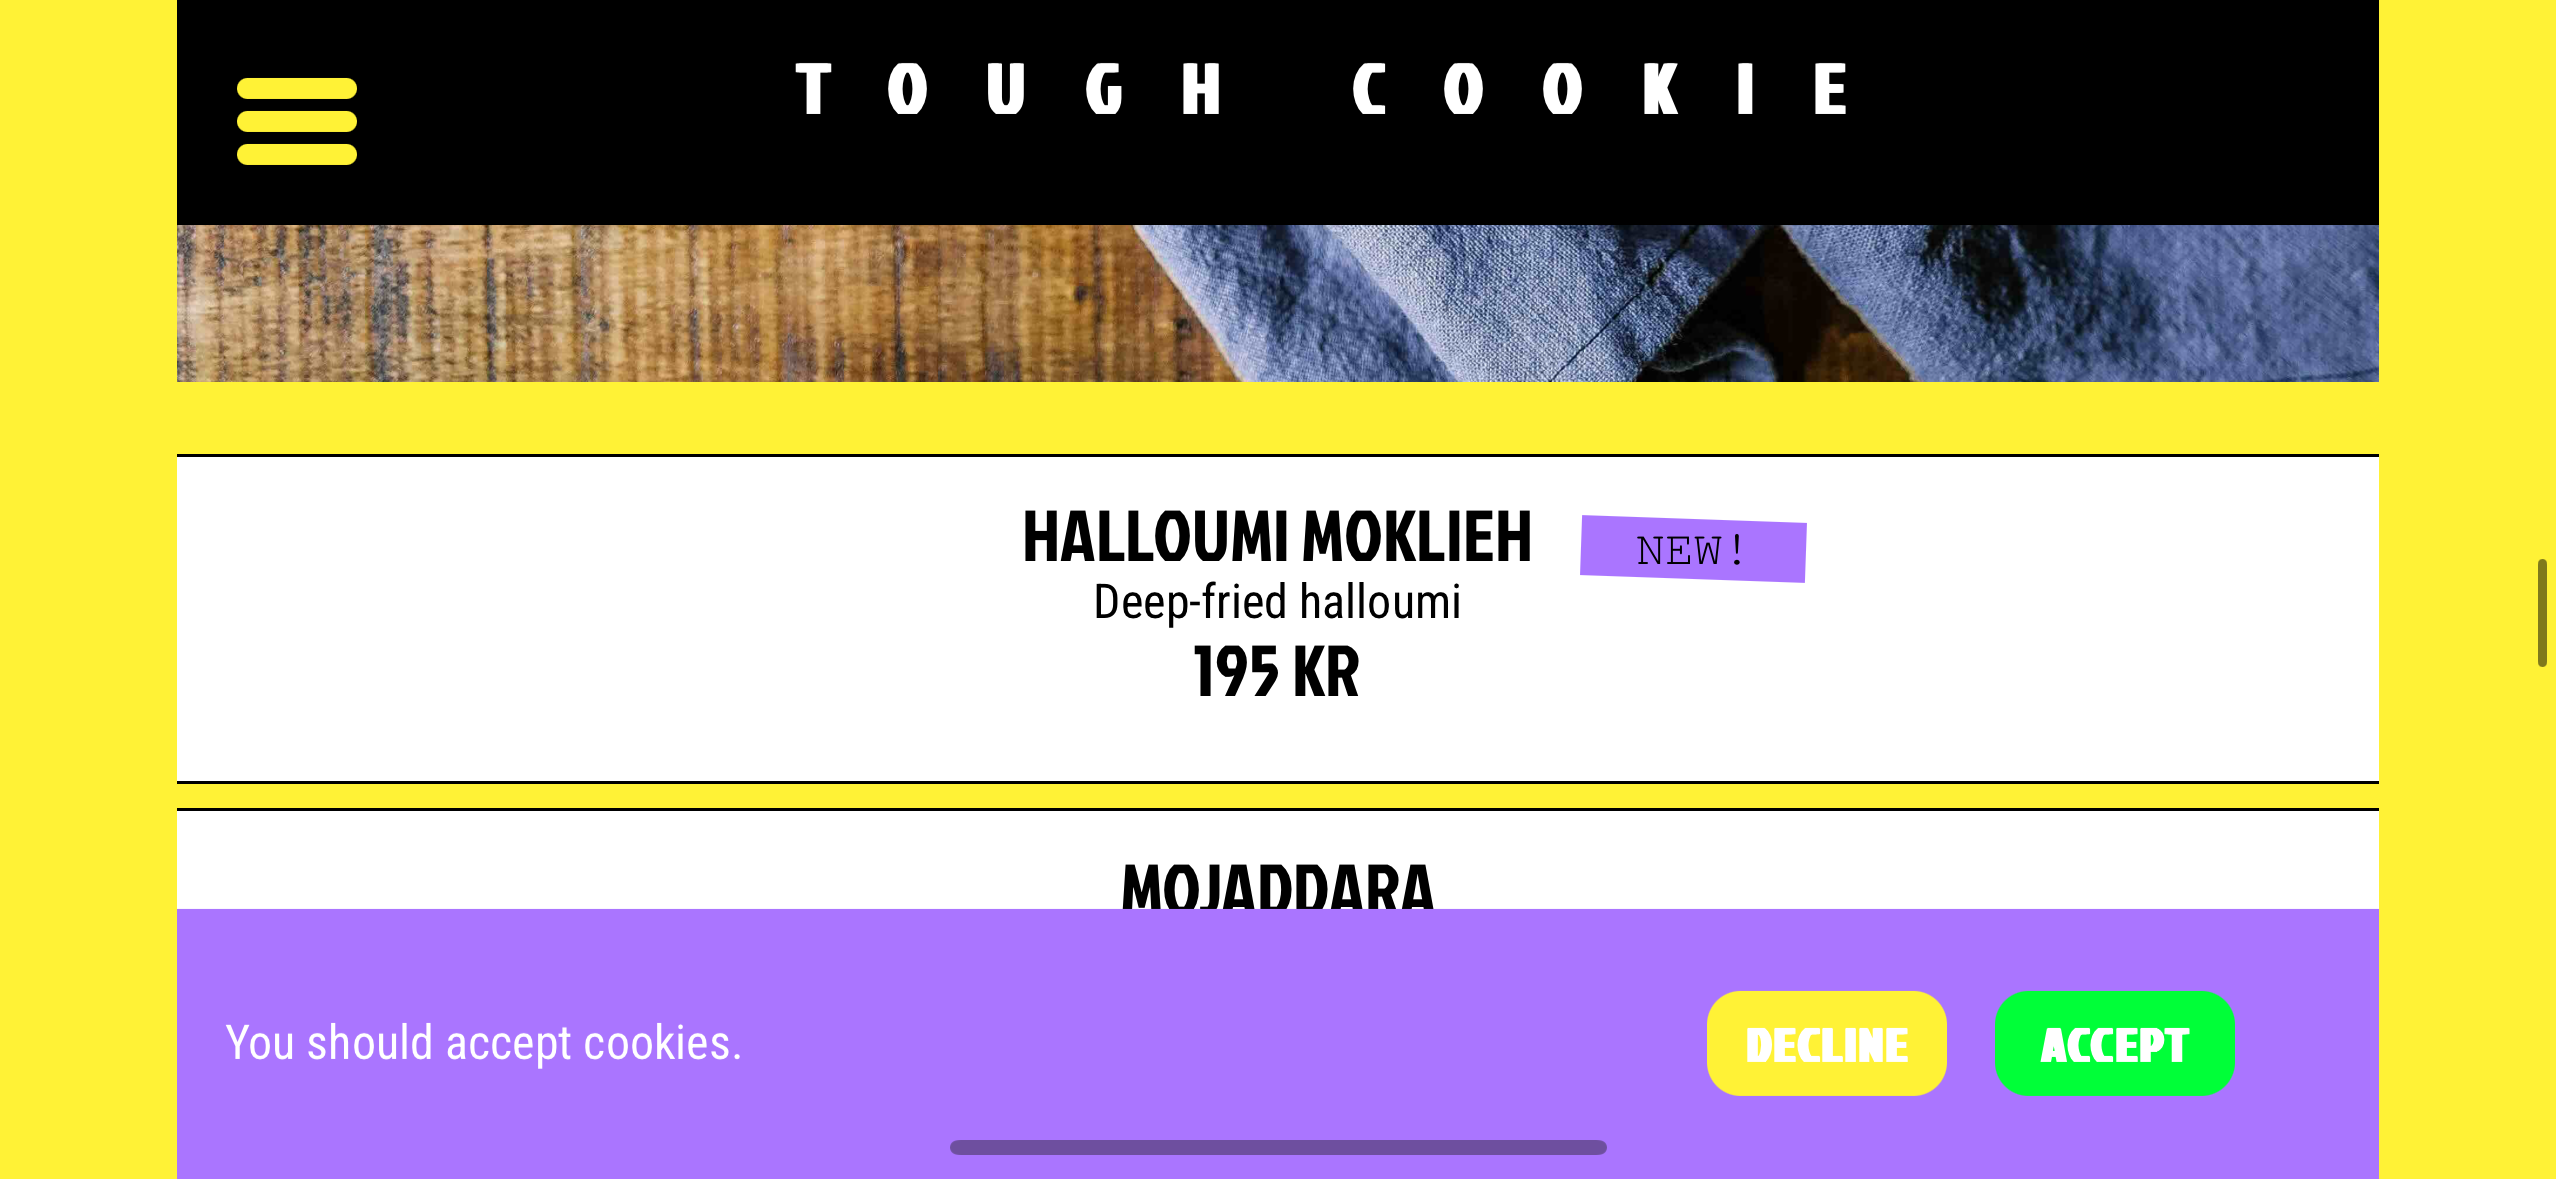 TOUGH COOKIE
HALLOUMI MOKLIEH
NEW!
Deep-fried halloumi
195 KR
MOJADDARA
You should accept cookies.
DECLINE
ACCEPT